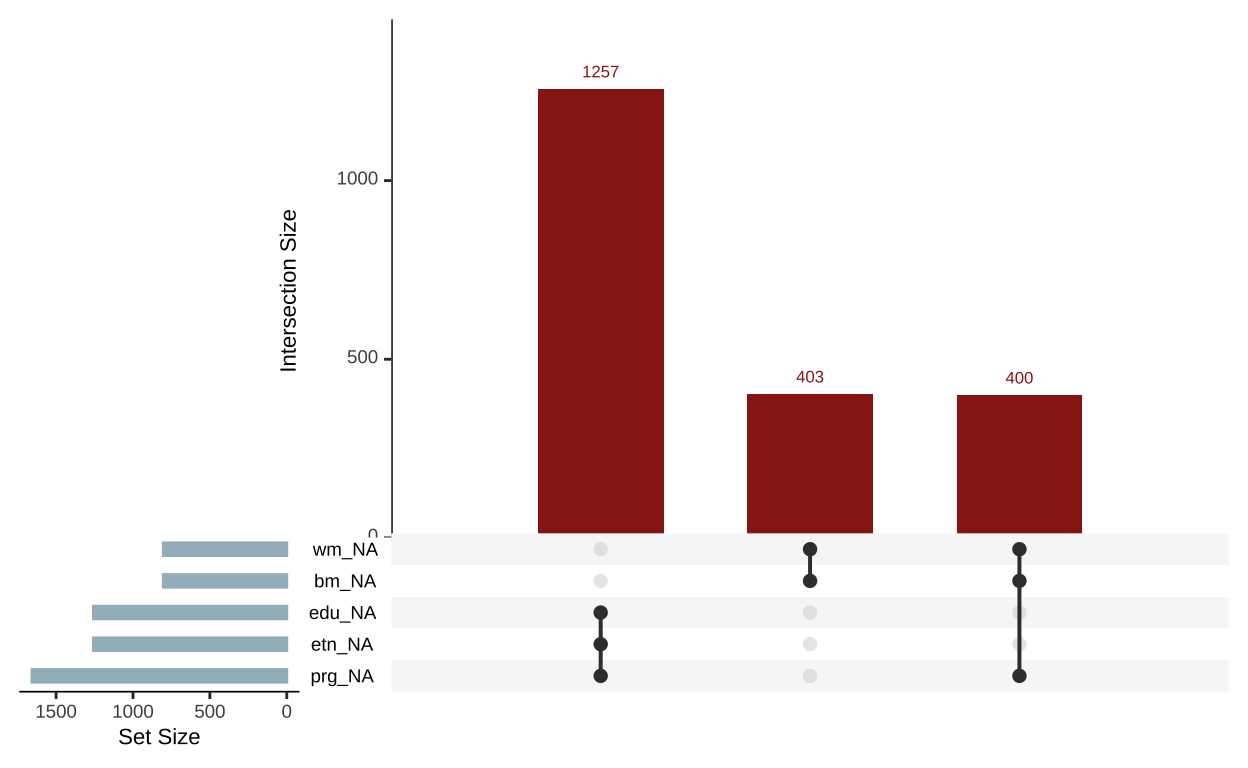 1257
1000
Intersection Size
500
403
400
0
wm_NA
bm_NA
edu_NA
etn_NA
prg_NA
1500 1000 500 0
Set Size